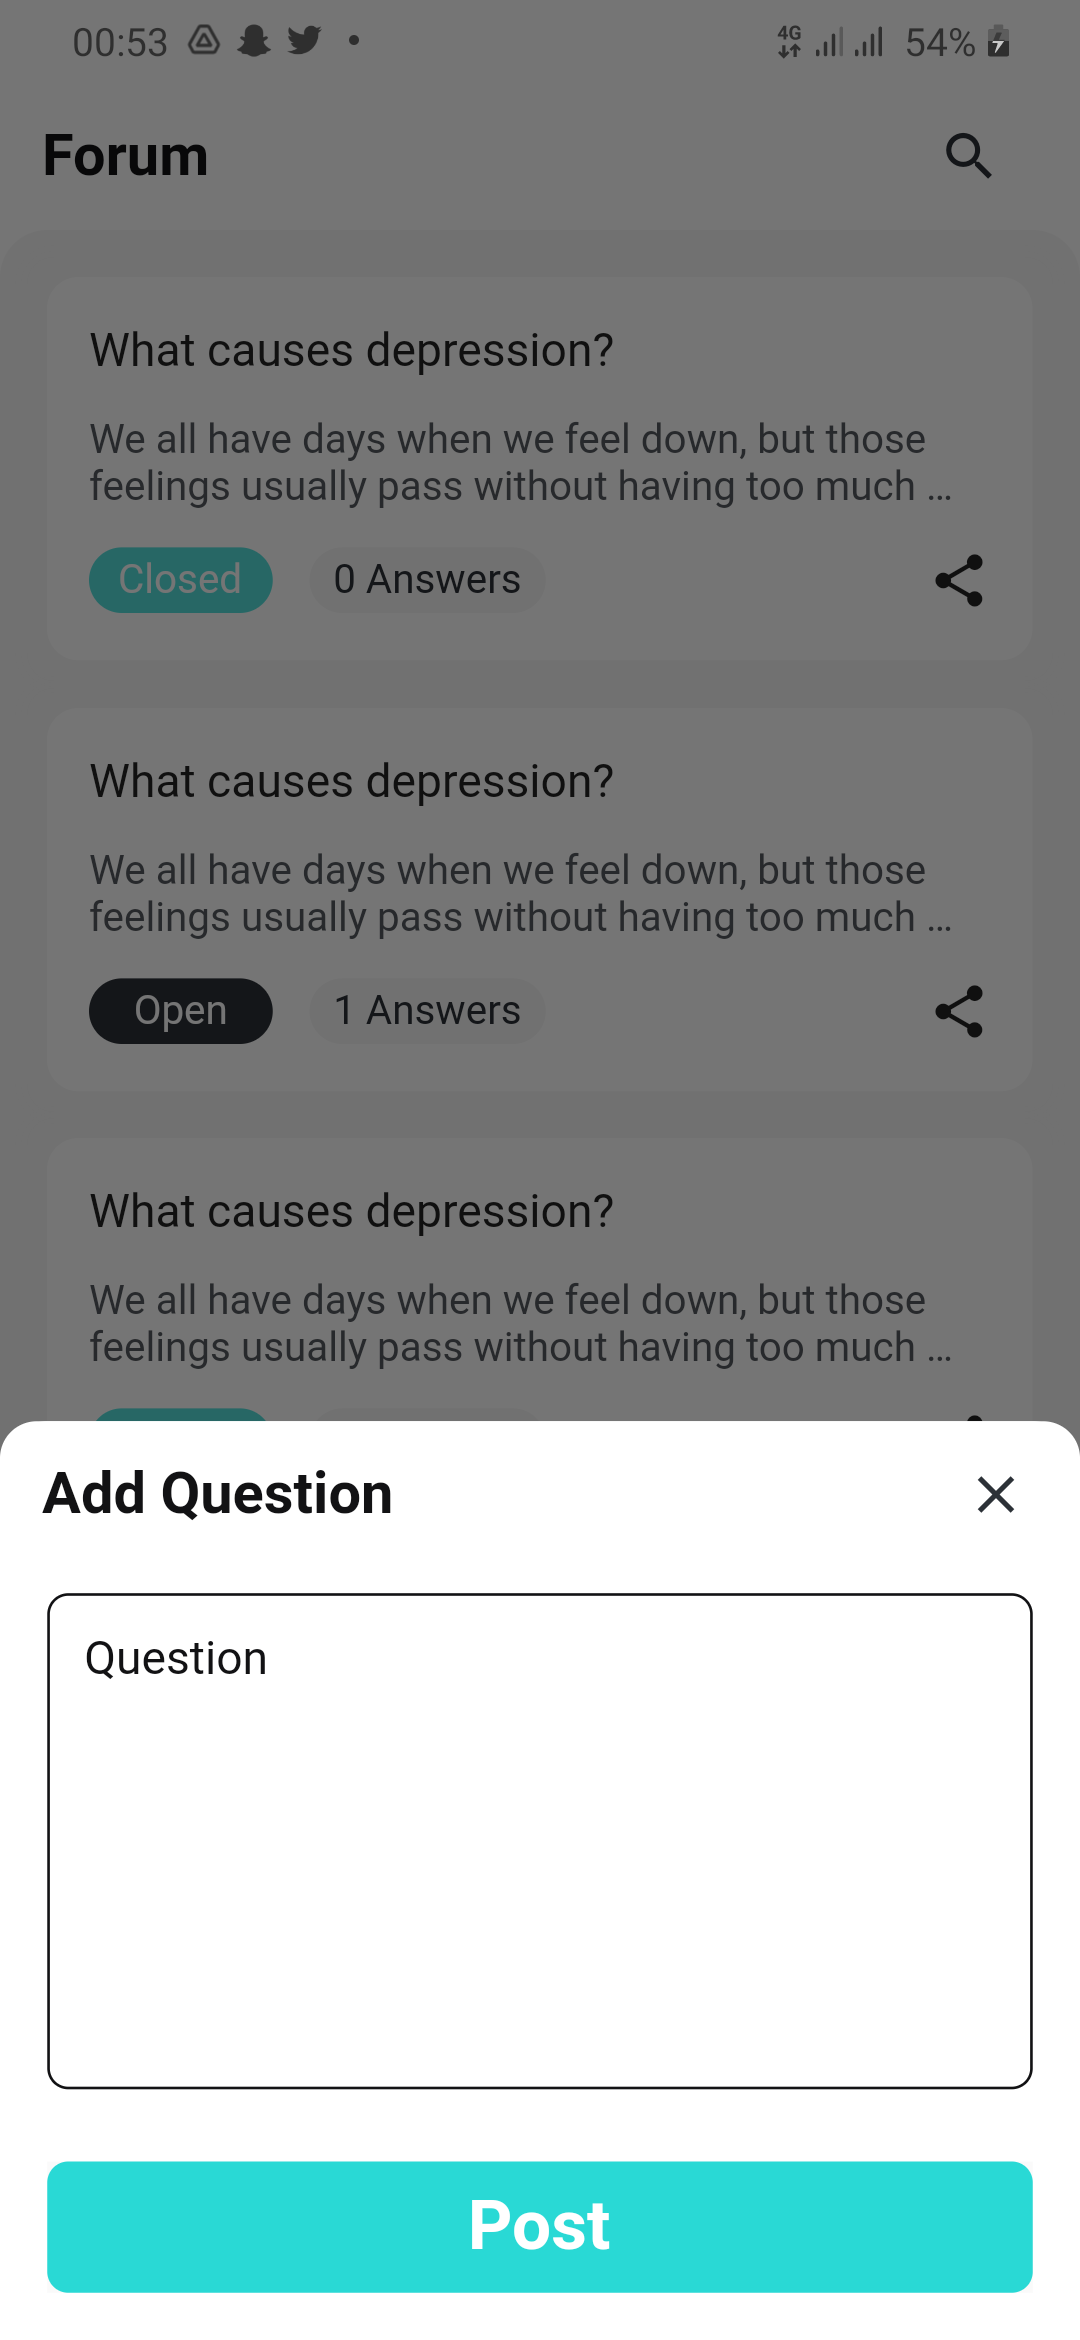 00:53
4G
54%
Forum
What causes depression?
We all have days when we feel down, but those
feelings usually pass without having too much ...
Closed
0 Answers
What causes depression?
We all have days when we feel down, but those
feelings usually pass without having too much ...
Open
1 Answers
What causes depression?
We all have days when we feel down, but those
feelings usually pass without having too much ...
Add Question
Question
Post